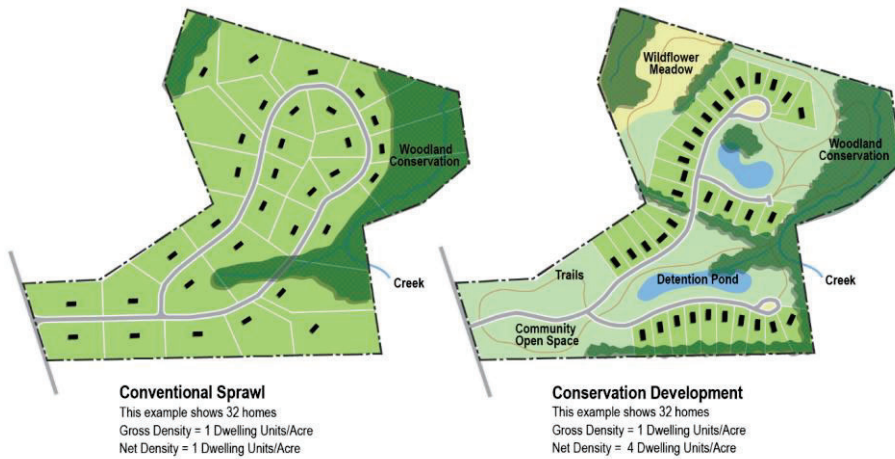 Woodland
Conservation
Creek
Conventional Sprawl
This example shows 32 homes
Gross Density = 1 Dwelling Units/Acre
Net Density = 1 Dwelling Units/Acre
Wildflower
Meadow
Woodland
Conservation
Trails
Detention Pond
Creek
Community
Open Space
Conservation Development
This example shows 32 homes
Gross Density = 1 Dwelling Units/Acre
Net Density = 4 Dwelling Units/Acre